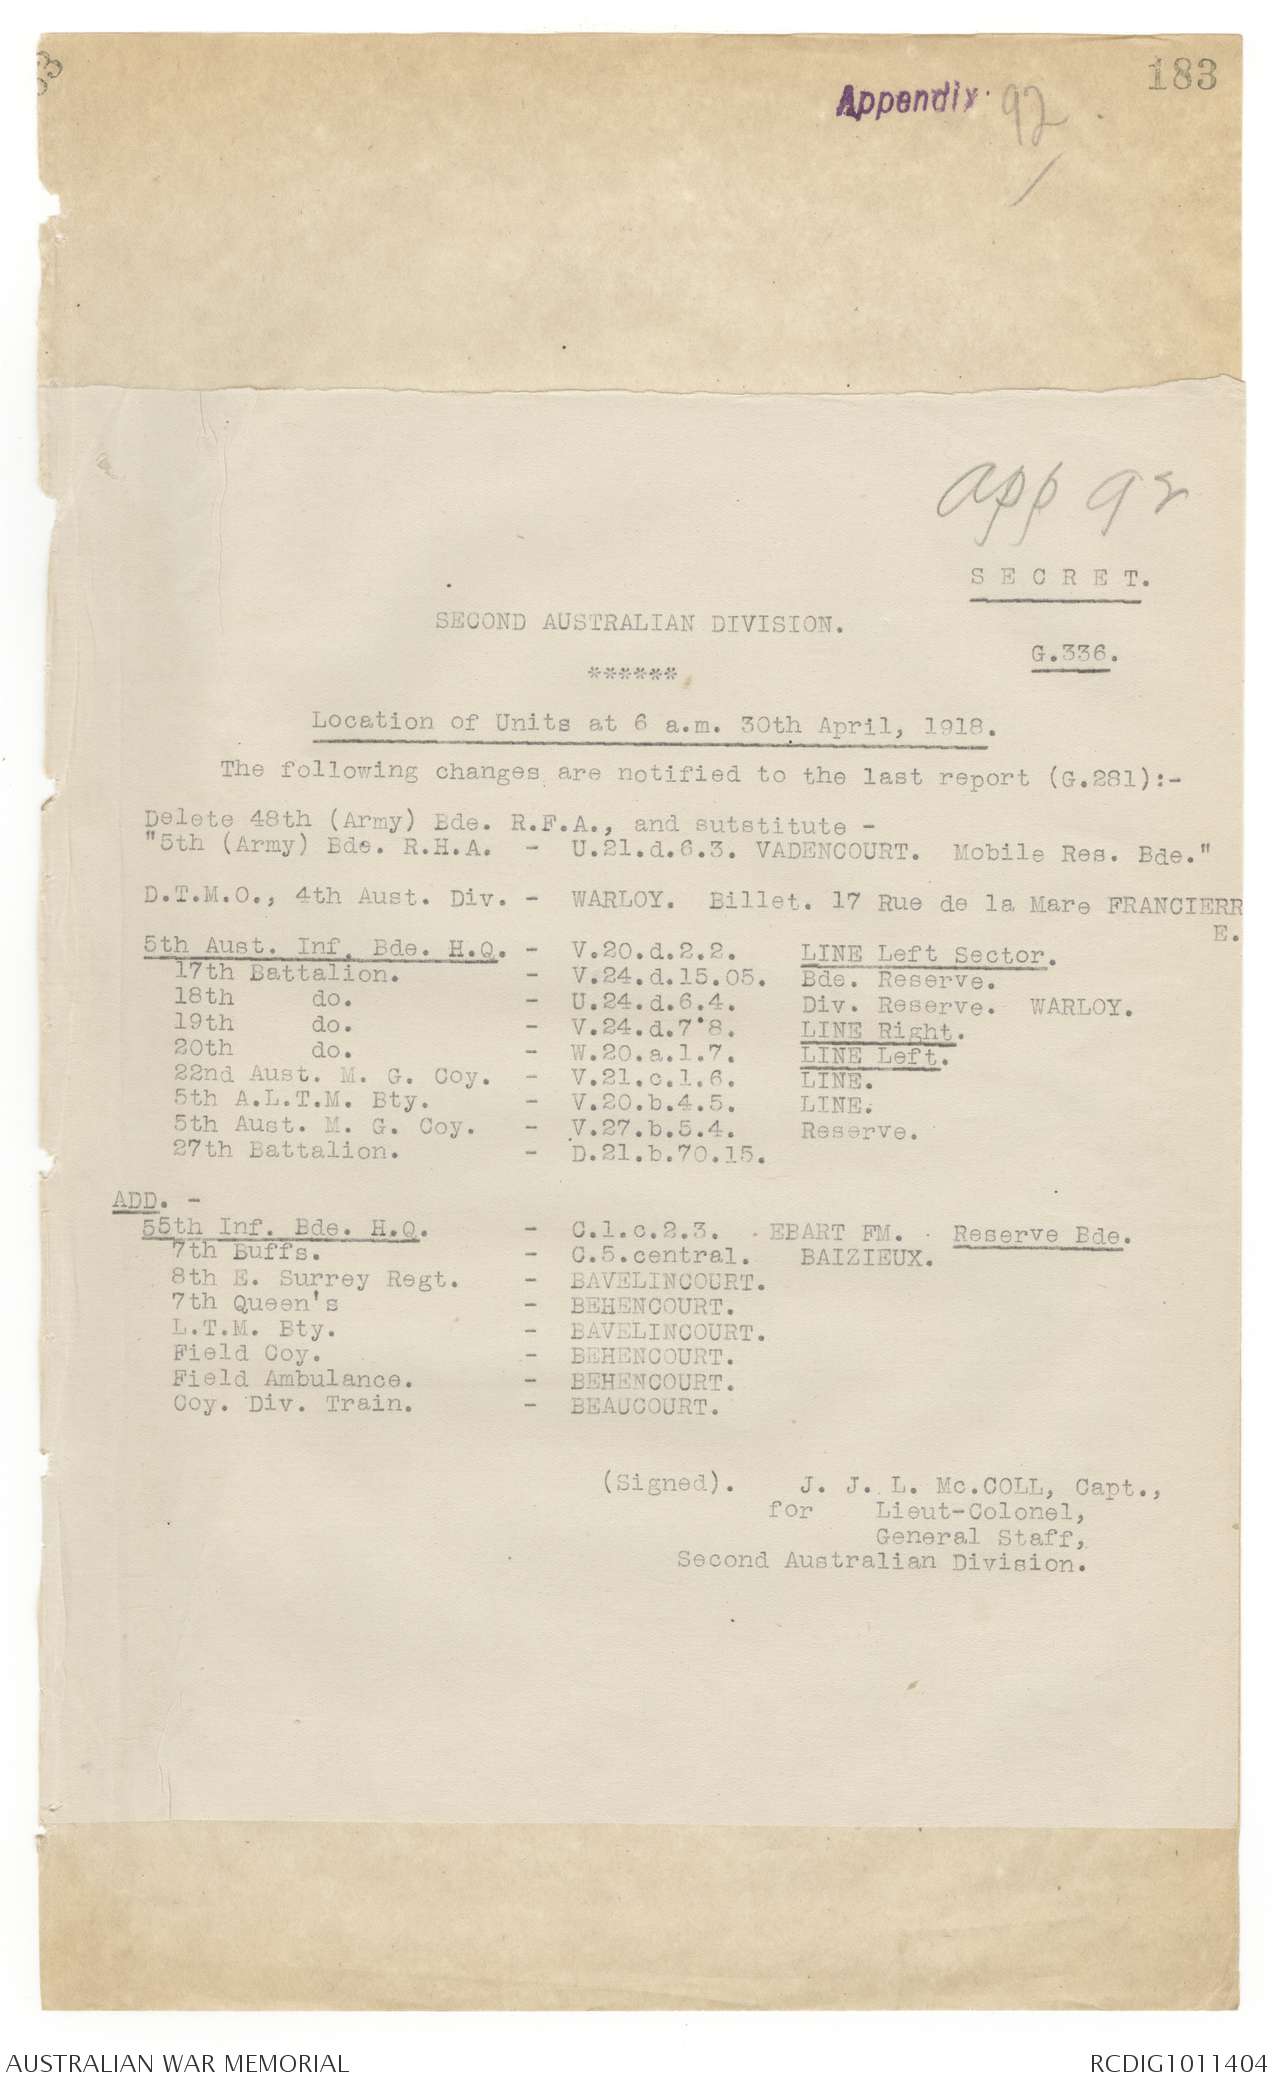 183
Appendix 92
app 92
SECRET.
SECOND AUSTRALIAN DIVISION.
G.336.
******
Location of Units at 6 a.m. 30th April, 1918.
The following changes are notified to the last report (G.281):-
Delete 48th (Army) Bde. R.F.A., and sutstitute -
"5th (Army) Bde. R.H.A. - U.21.d.6.3. VADENCOURT. Mobile Res. Bde."
D.T.M.O., 4th Aust. Div. - WARLOY. Billet. 17 Rue de la Mare FRANCIERR
E.
5th Aust. Inf. Bde. H.Q. - V.20.d.2.2. LINE Left Sector.
17th Battalion. - V.24.d.15.05. Bde. Reserve.
18th do. - U.24.d.6.4. Div. Reserve. WARLOY.
19th do. - V.24.d.7.8. LINE Right.
20th do. - W.20.a.1.7. LINE Left.
22nd Aust. M. G. Coy. - V.21.c.1.6. LINE.
5th A.L.T.M. Bty. - V.20.b.4.5. LINE.
5th Aust. M. G. Coy. - V.27.b.5.4. Reserve.
27th Battalion. - D.21.b.70.15.
ADD. -
55th Inf. Bde. H.Q. - C.1.c.2.3. EBART FM. Reserve Bde.
7th Buffs. - C.5.central. BAIZIEUX.
8th E. Surrey Regt. - BAVELINCOURT.
7th Queen's - BEHENCOURT.
L.T.M. Bty. - BAVELINCOURT.
Field Coy. - BEHENCOURT.
Field Ambulance. - BEHENCOURT.
Coy. Div. Train. - BEAUCOURT.
(Signed). J. J. L. Mc.COLL, Capt.,
for Lieut-Colonel,
General Staff,
Second Australian Division.
AUSTRALIAN WAR MEMORIAL
RCDIG1011404